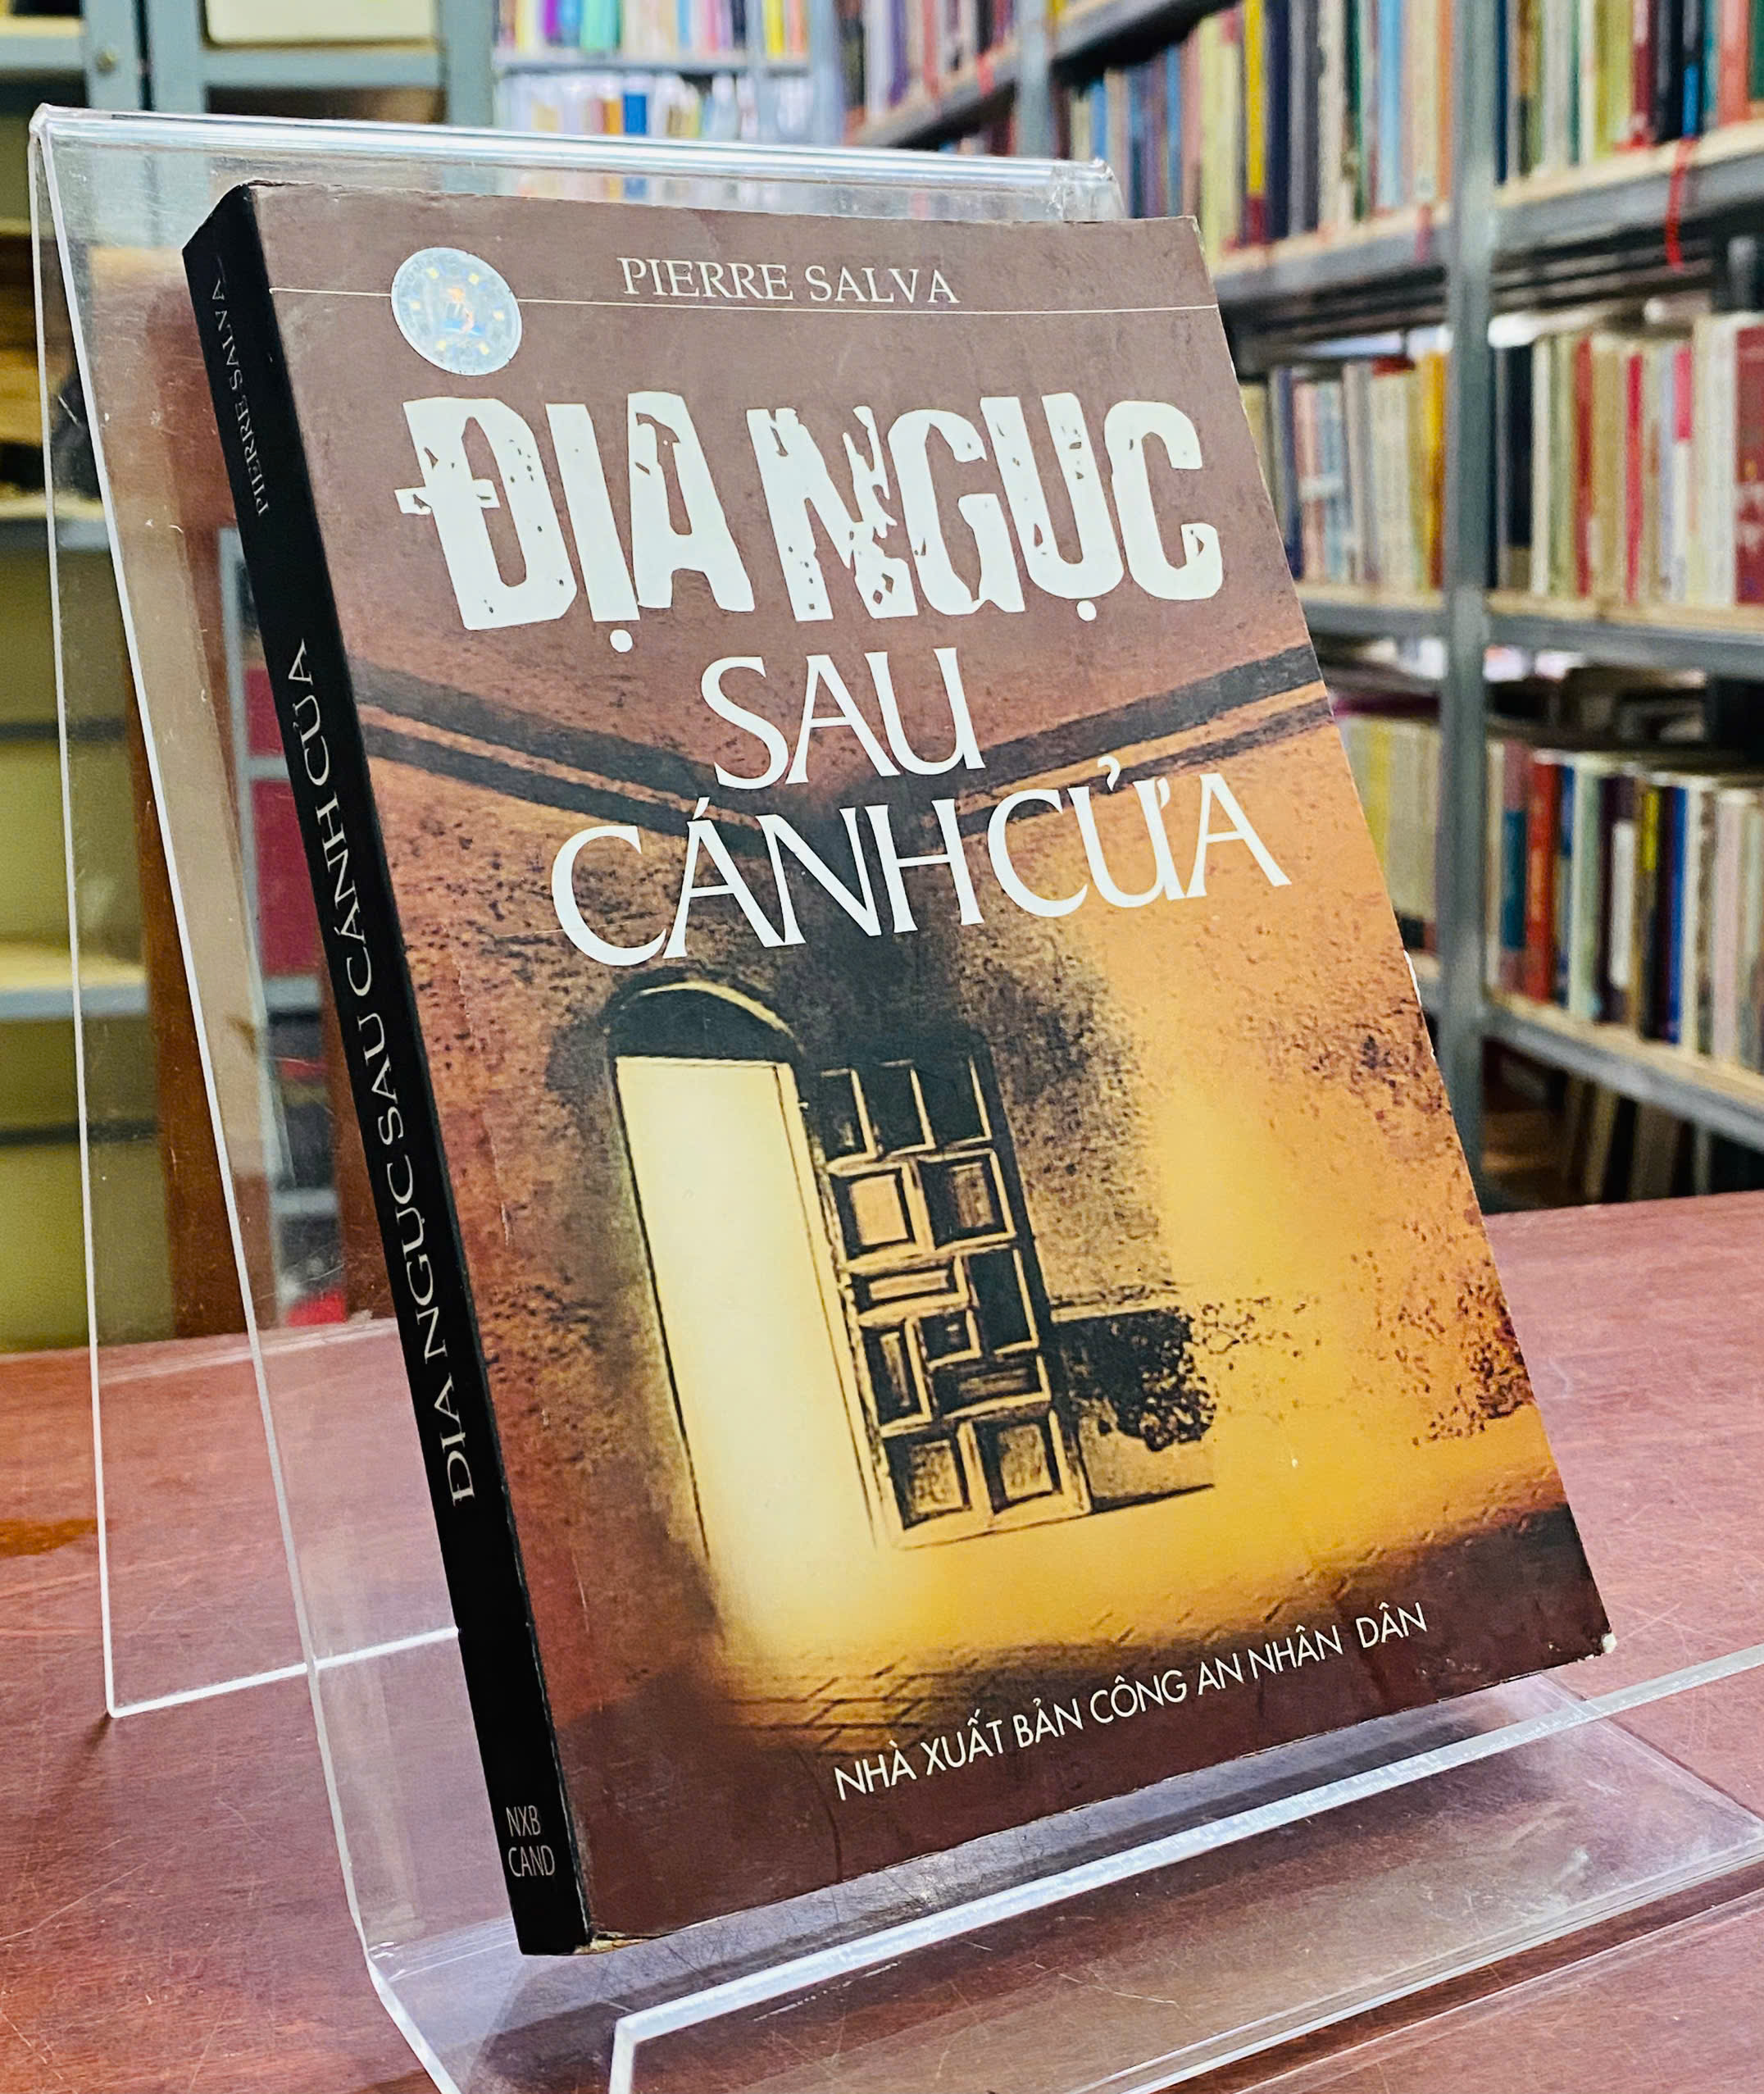 PIERRE SALVA
ĐỊA NGỤC
SAU
CÁNH CỬA
NHÀ XUẤT BẢN CÔNG AN NHÂN DÂN
PIERRE SALVA
ĐỊA NGỤC SAU CÁNH CỬA
NXB
CAND